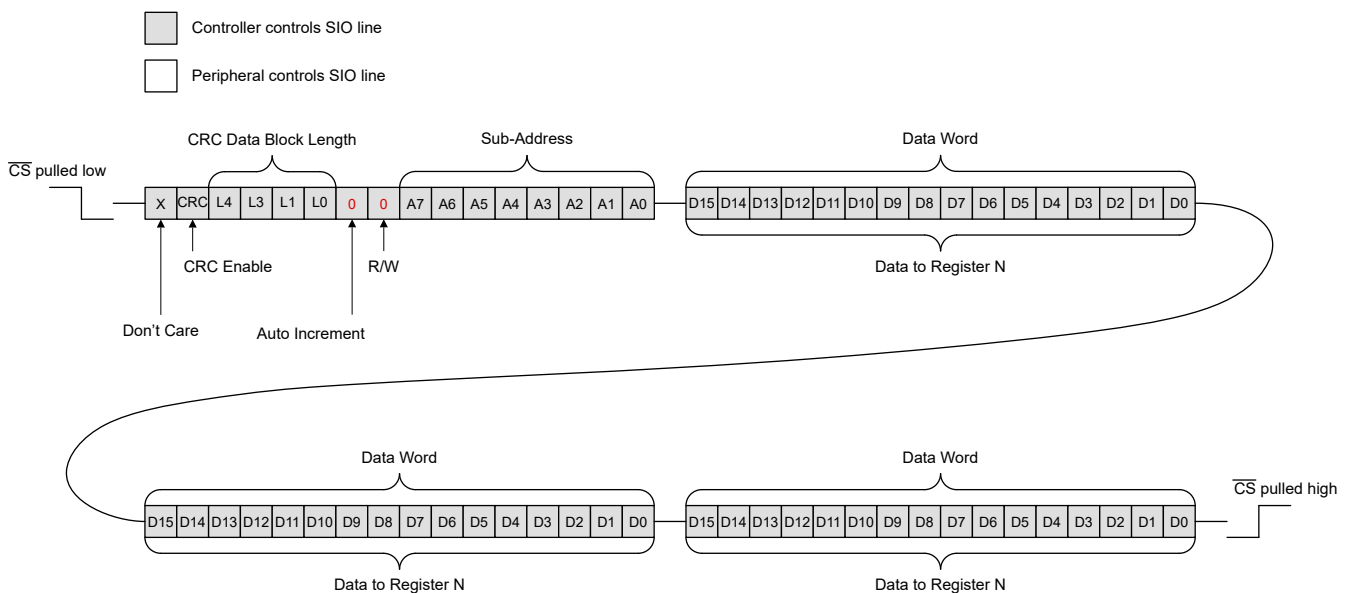 Controller controls SIO line
Peripheral controls SIO line
CRC Data Block Length
Sub-Address
Data Word
CS pulled low
X CRC L4 L3 L1 L0 0 0 A7 A6 A5 A4 A3 A2 A1 A0
D15 D14 D13 D12 D11 D10 D9 D8 D7 D6 D5 D4 D3 D2 D1 D0
CRC Enable
R/W
Data to Register N
Don't Care
Auto Increment
Data Word
Data Word
CS pulled high
D15 D14 D13 D12 D11 D10 D9 D8 D7 D6 D5 D4 D3 D2 D1 D0
D15 D14 D13 D12 D11 D10 D9 D8 D7 D6 D5 D4 D3 D2 D1 D0
Data to Register N
Data to Register N